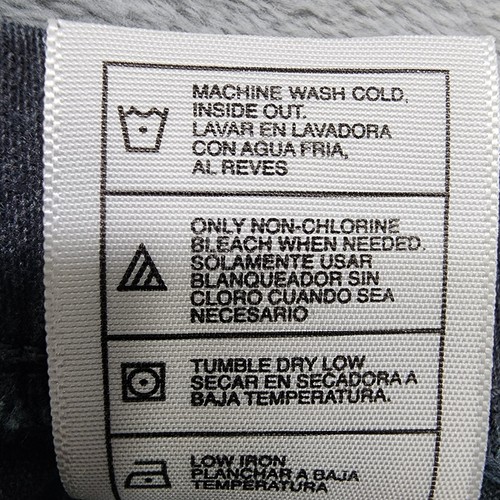 MACHINE WASH COLD,
INSIDE OUT.
LAVAR EN LAVADORA
CON AGUA FRIA,
AL REVES
ONLY NON-CHLORINE
BLEACH WHEN NEEDED.
SOLAMENTE USAR
BLANQUEADOR SIN
CLORO CUANDO SEA
NECESARIO
TUMBLE DRY LOW
SECAR EN SECADORA A
BAJA TEMPERATURA.
LOW IRON
PLANCHAR A BAJA
TEMPERATURA